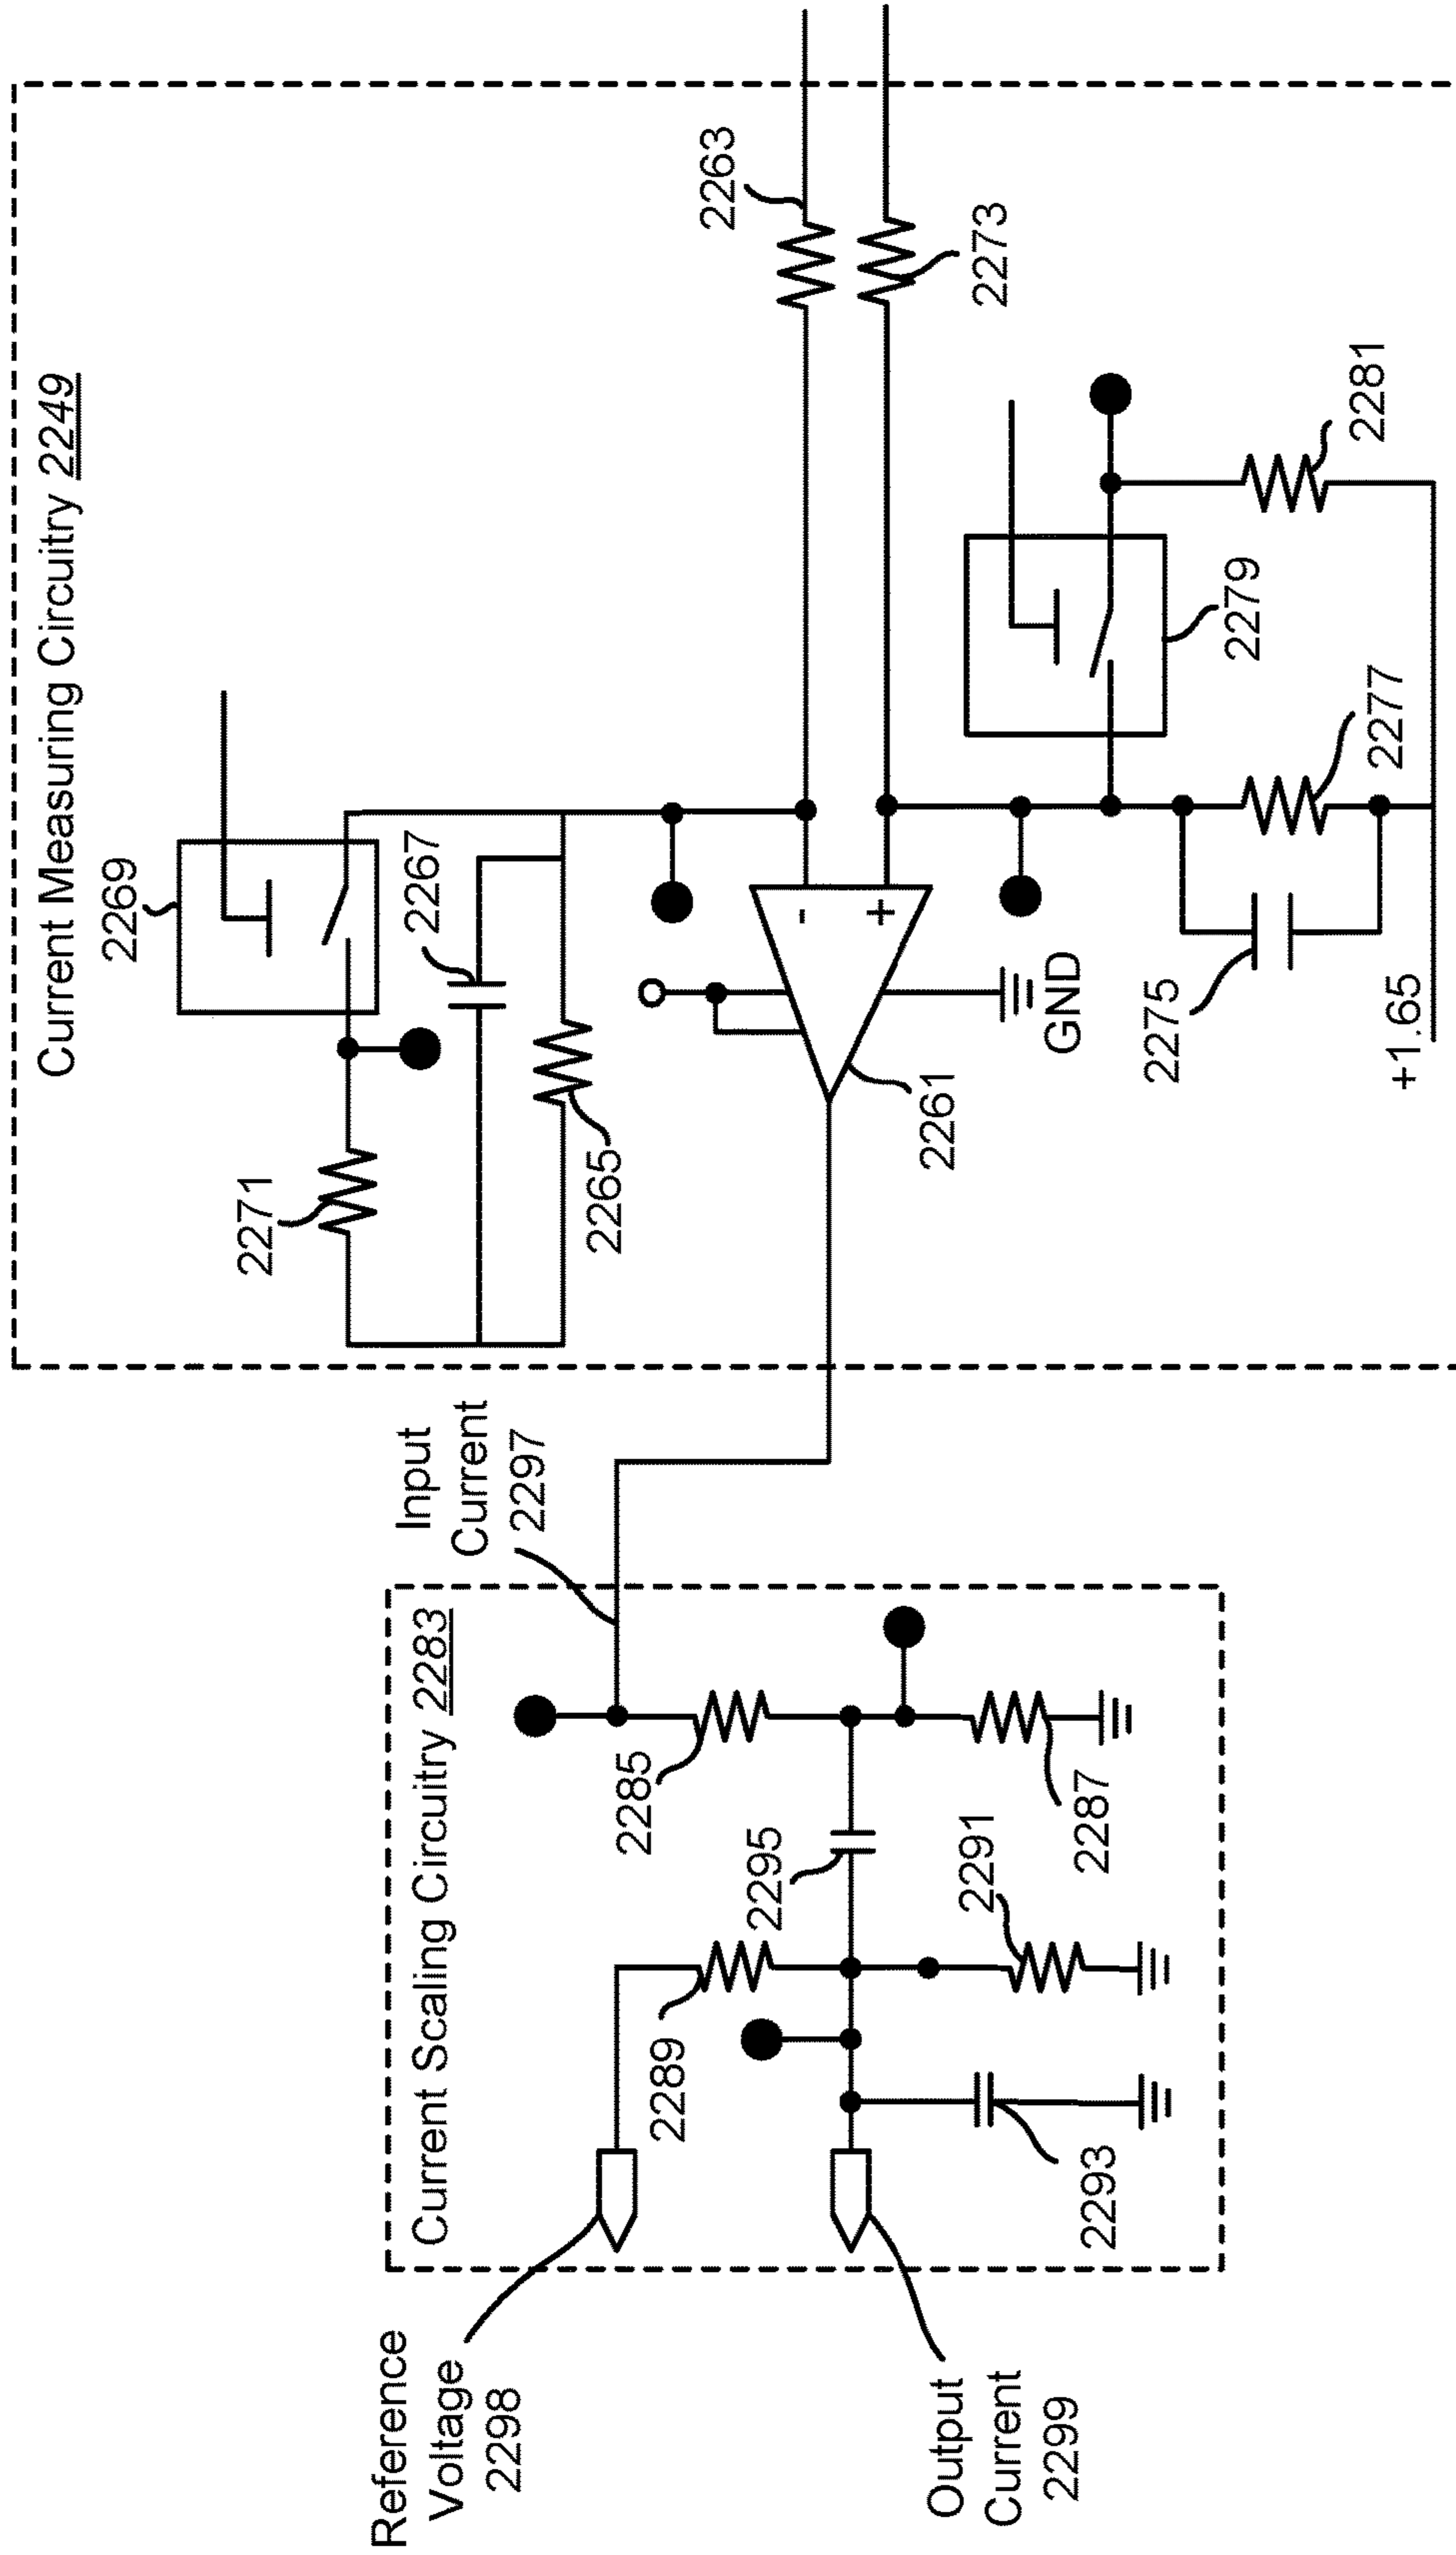 Current Measuring Circuitry 2249
2269
2267
2271
2265
2263
2273
-
+
GND
2261
2279
2281
2277
2275
+1.65
Input
Current
2297
Current Scaling Circuitry 2283
2285
2287
2295
2291
2289
2293
Reference
Voltage
2298
Output
Current
2299